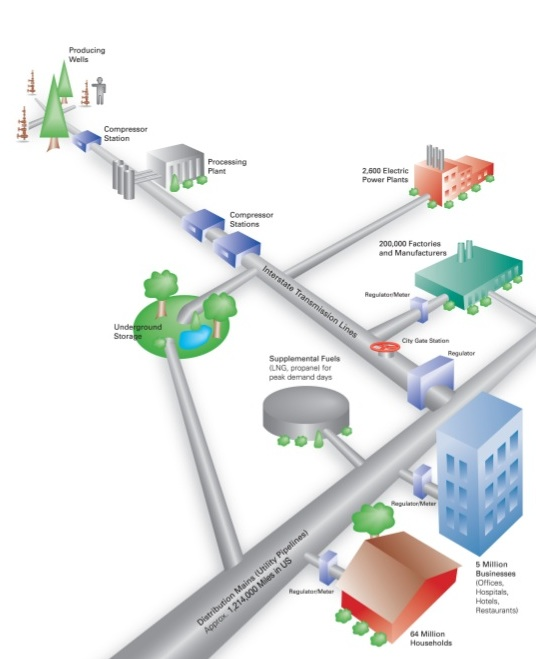 Producing
Wells
Compressor
Station
Processing
Plant
2,600 Electric
Power Plants
Compressor
Stations
200,000 Factories
and Manufacturers
Interstate Transmission Lines
Regulator/Meter
Underground
Storage
City Gate Station
Regulator
Supplemental Fuels
(LNG, propanel for
peak demand days
Regulator/Meter
Distribution Mains (Utility Pipelines)
Approx. 1,214,000 Miles in US
Regulator/Meter
5 Million
Businesses
(Offices,
Hospitals,
Hotels,
Restaurants)
64 Million
Households